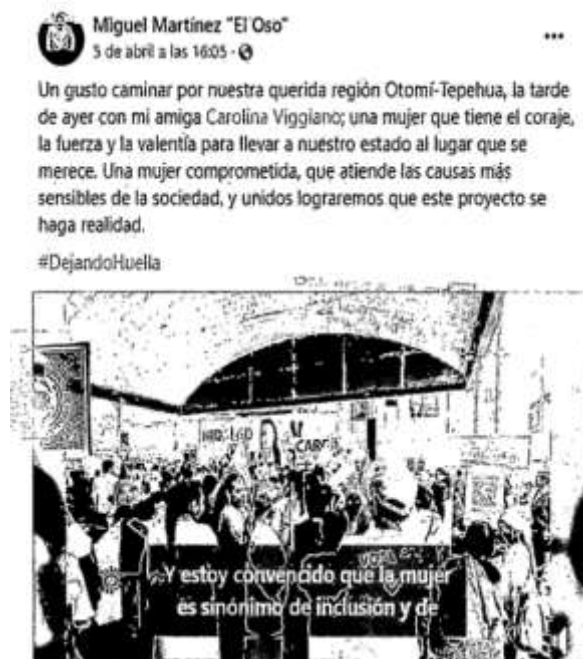 Miguel Martínez "El Oso"
5 de abril a las 16:05 ·
Un gusto caminar por nuestra querida región Otomí-Tepehua, la tarde
de ayer con mi amiga Carolina Viggiano; una mujer que tiene el coraje,
la fuerza y la valentía para llevar a nuestro estado al lugar que se
merece. Una mujer comprometida, que atiende las causas más
sensibles de la sociedad, y unidos lograremos que este proyecto se
haga realidad.
#DejandoHuella
CARO
Y estoy convencido que la mujer
es sinónimo de inclusión y de